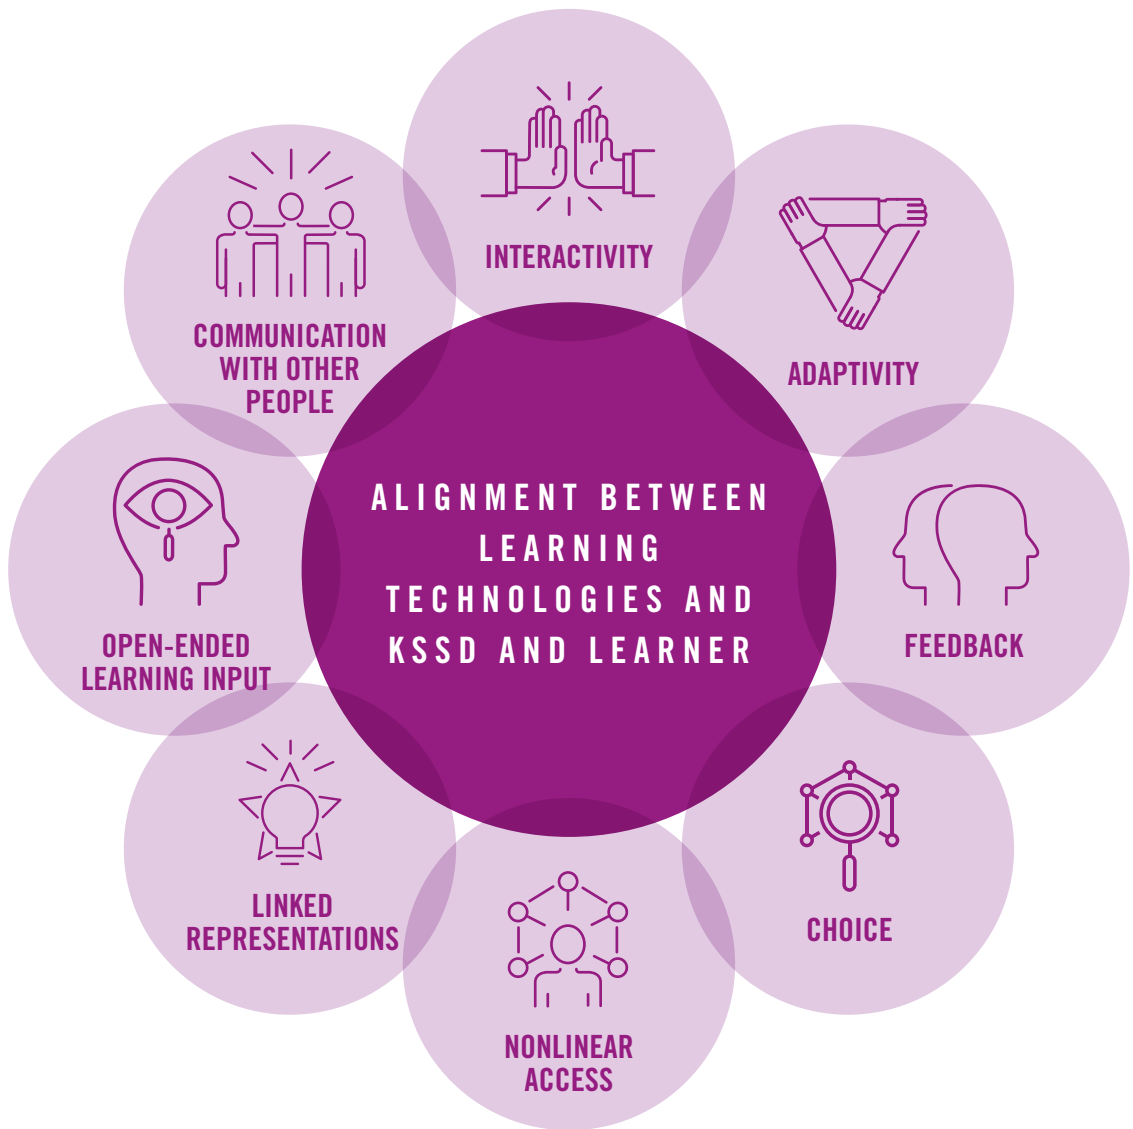 INTERACTIVITY
ADAPTIVITY
FEEDBACK
CHOICE
NONLINEAR
ACCESS
LINKED
REPRESENTATIONS
OPEN-ENDED
LEARNING INPUT
COMMUNICATION
WITH OTHER
PEOPLE
ALIGNMENT BETWEEN
LEARNING
TECHNOLOGIES AND
KSSD AND LEARNER